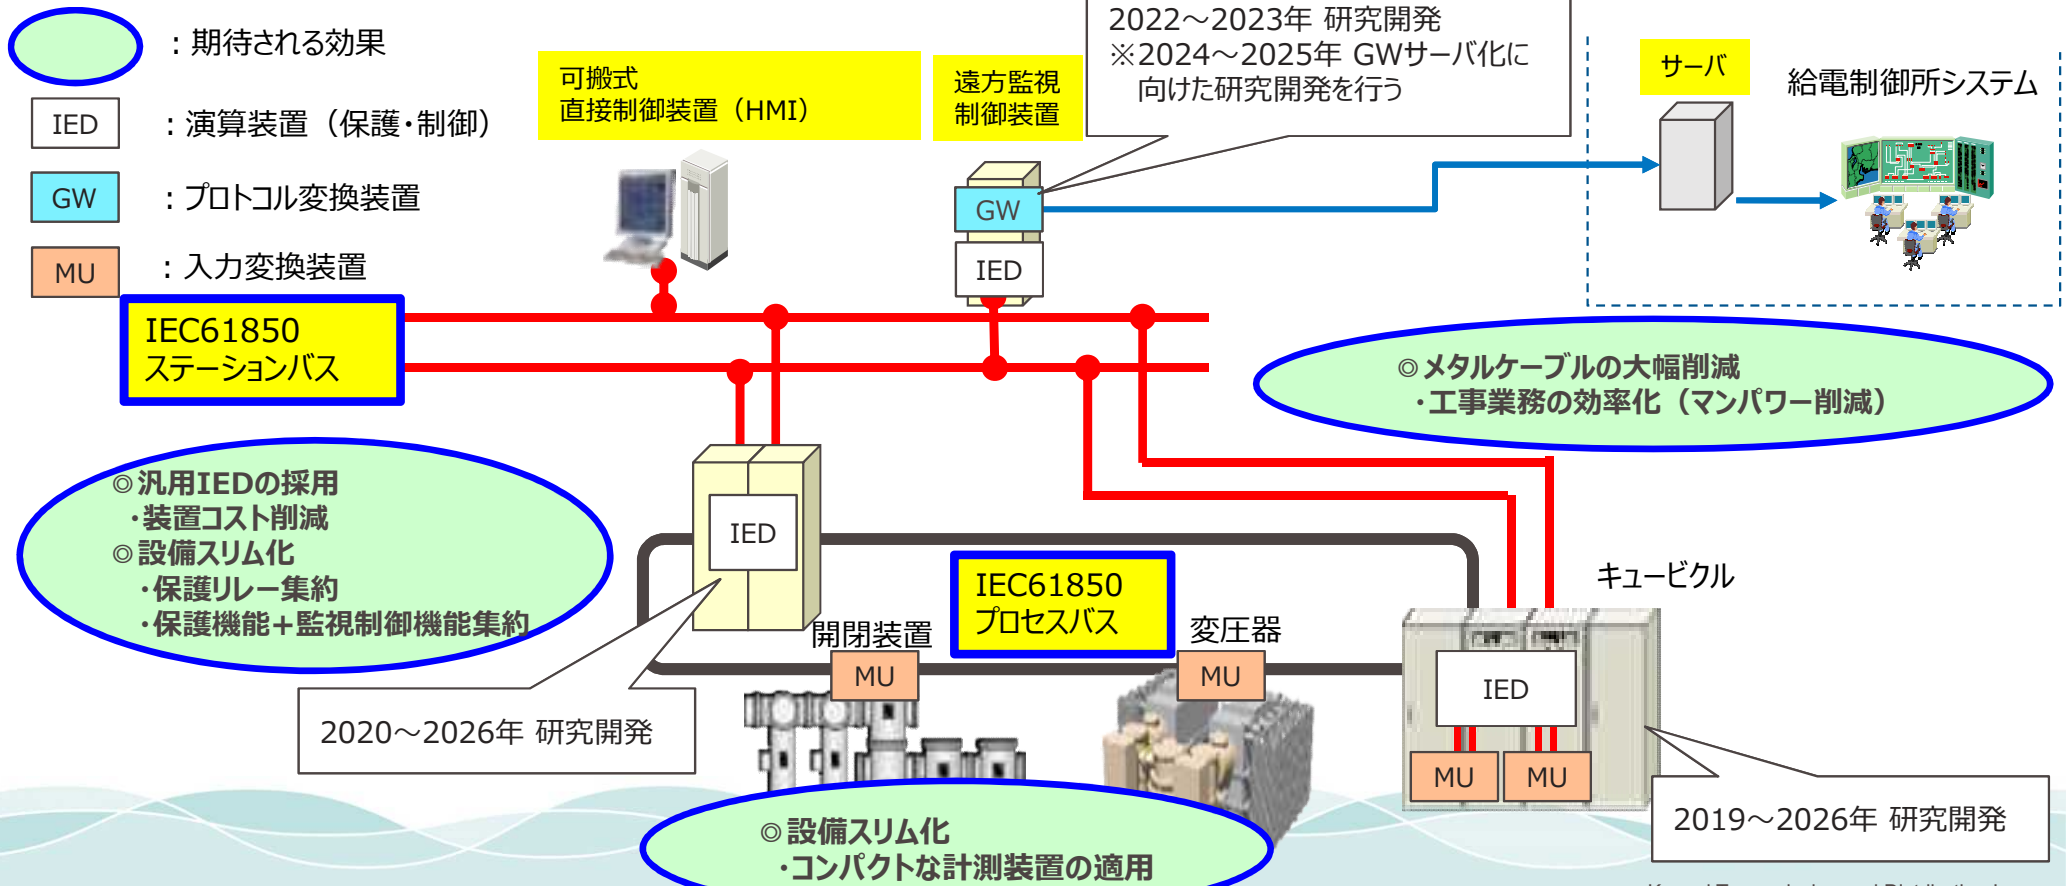 ：期待される効果
IED
：演算装置（保護・制御）
GW
：プロトコル変換装置
MU
：入力変換装置
可搬式
直接制御装置（HMI）
遠方監視
制御装置
2022～2023年 研究開発
※2024～2025年 GWサーバ化に
向けた研究開発を行う
サーバ
給電制御所システム
GW
IED
IEC61850
ステーションバス
◎メタルケーブルの大幅削減
・工事業務の効率化（マンパワー削減）
◎汎用IEDの採用
・装置コスト削減
◎設備スリム化
・保護リレー集約
・保護機能＋監視制御機能集約
IED
IEC61850
プロセスバス
キュービクル
開閉装置
変圧器
MU
MU
IED
2020～2026年 研究開発
MU
MU
2019～2026年 研究開発
◎設備スリム化
・コンパクトな計測装置の適用